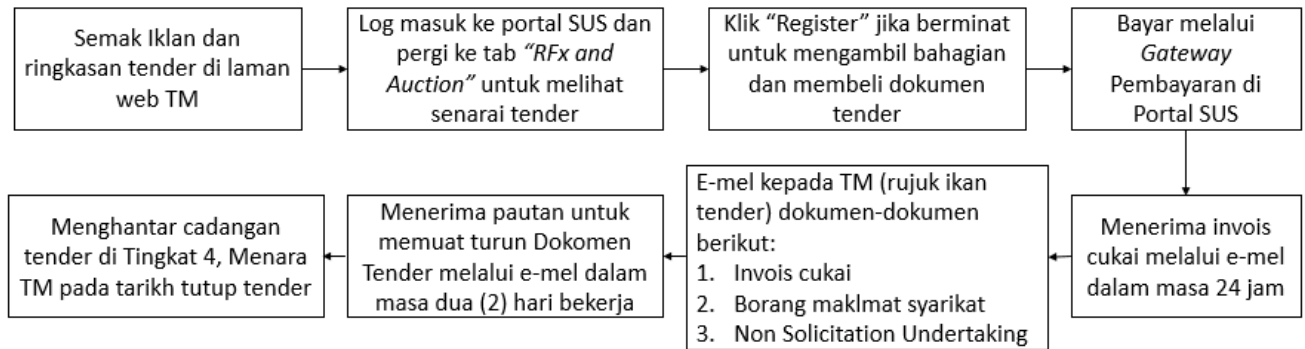 Semak Iklan dan
ringkasan tender di laman
web TM
Log masuk ke portal SUS dan
pergi ke tab “RFx and
Auction” untuk melihat
senarai tender
Klik “Register” jika berminat
untuk mengambil bahagian
dan membeli dokumen
tender
Bayar melalui
Gateway
Pembayaran di
Portal SUS
Menerima invois
cukai melalui e-mel
dalam masa 24 jam
E-mel kepada TM (rujuk ikan
tender) dokumen-dokumen
berikut:
1. Invois cukai
2. Borang maklmat syarikat
3. Non Solicitation Undertaking
Menerima pautan untuk
memuat turun Dokomen
Tender melalui e-mel dalam
masa dua (2) hari bekerja
Menghantar cadangan
tender di Tingkat 4, Menara
TM pada tarikh tutup tender